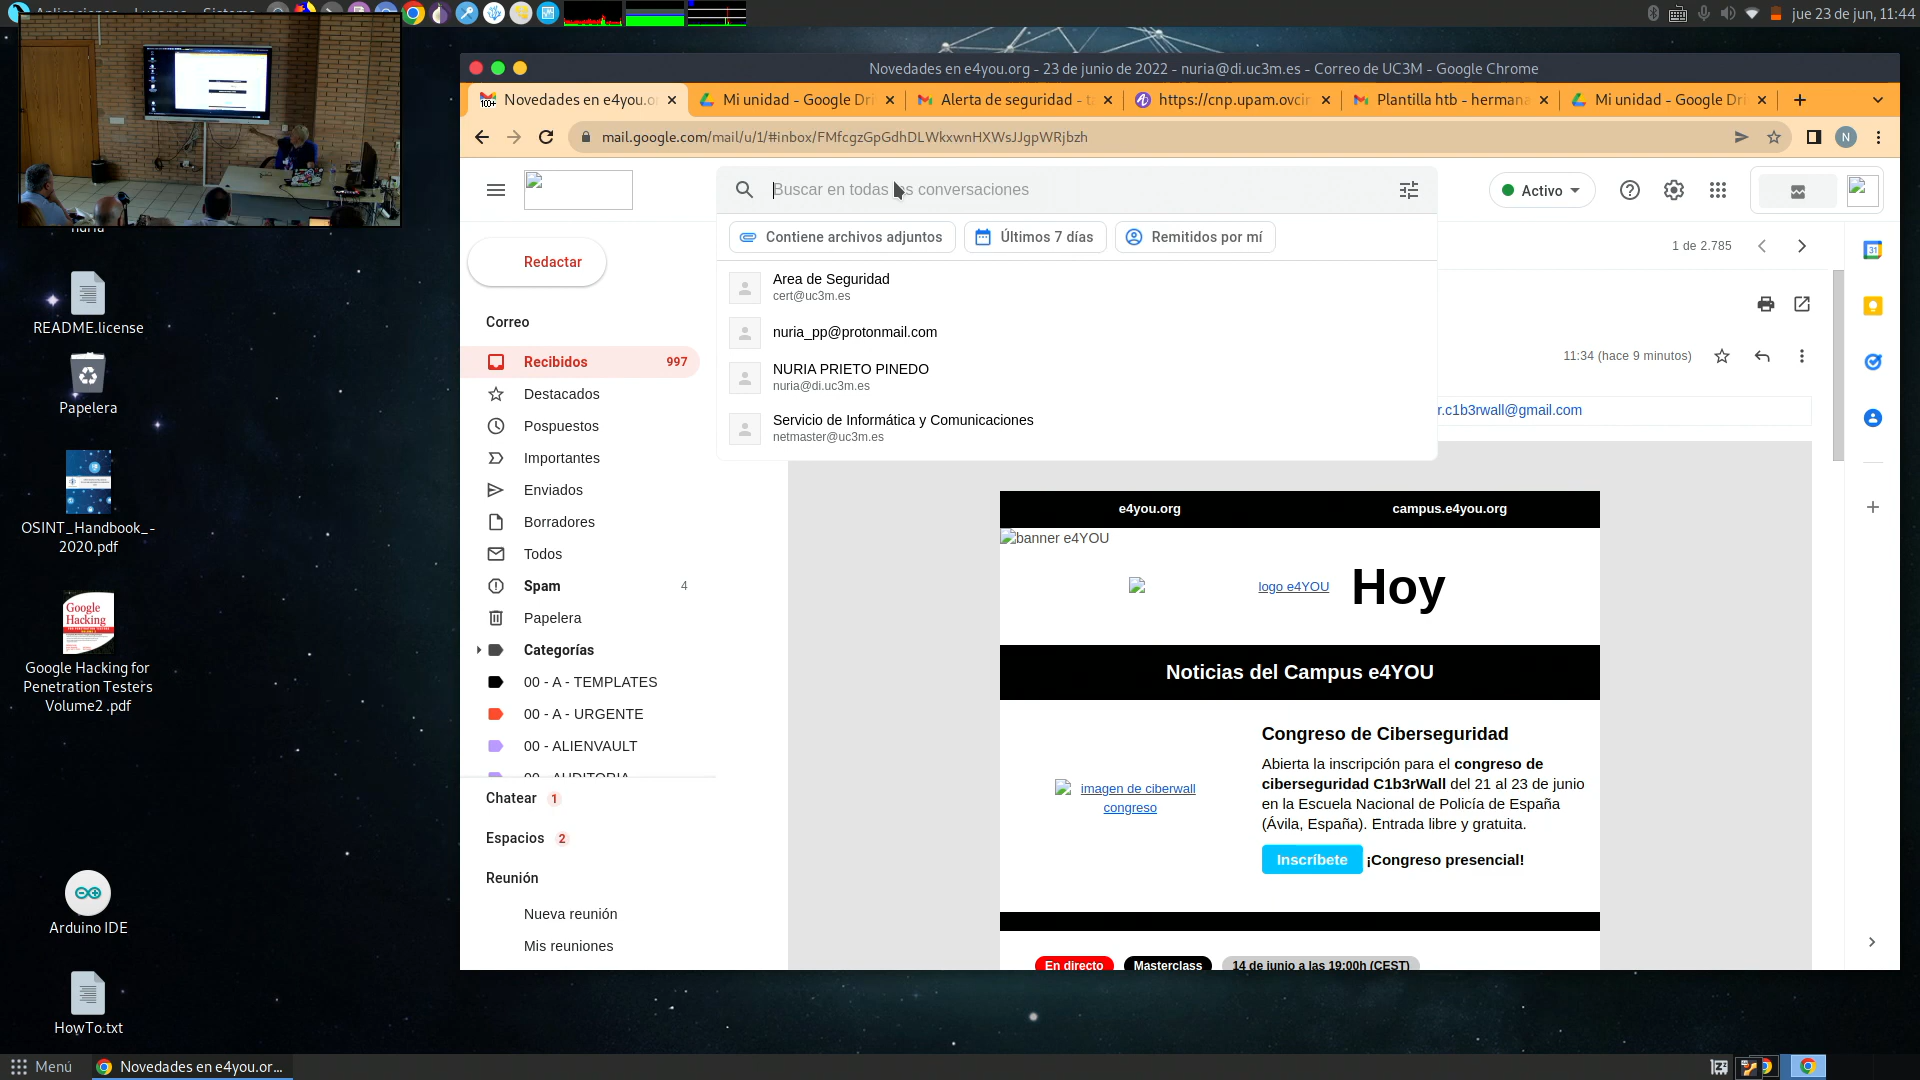 jue 23 de jun, 11:44
Novedades en e4you.org - 23 de junio de 2022 - nuria@di.uc3m.es - Correo de UC3M - Google Chrome
Novedades en e4you.or
Mi unidad - Google Dri
Alerta de seguridad - ta
https://cnp.upam.ovcir
Plantilla htb - hermana
Mi unidad - Google Dri
mail.google.com/mail/u/1/#inbox/FMfcgzGpGdhDLWkxwnHXWsJJgpWRjbzh
N
Buscar en todas las conversaciones
Activo
Contiene archivos adjuntos
Últimos 7 días
Remitidos por mí
1 de 2.785
Area de Seguridad
cert@uc3m.es
nuria_pp@protonmail.com
NURIA PRIETO PINEDO
nuria@di.uc3m.es
Servicio de Informática y Comunicaciones
netmaster@uc3m.es
11:34 (hace 9 minutos)
r.c1b3rwall@gmail.com
Redactar
Correo
Recibidos 997
Destacados
Pospuestos
Importantes
Enviados
Borradores
Todos
Spam 4
Papelera
Categorías
00 - A - TEMPLATES
00 - A - URGENTE
00 - ALIENVAULT
00 - AUDITORIA
Chatear 1
Espacios 2
Reunión
Nueva reunión
Mis reuniones
e4you.org
campus.e4you.org
banner e4YOU
logo e4YOU
Hoy
Noticias del Campus e4YOU
imagen de ciberwall
congreso
Congreso de Ciberseguridad
Abierta la inscripción para el congreso de
ciberseguridad C1b3rWall del 21 al 23 de junio
en la Escuela Nacional de Policía de España
(Ávila, España). Entrada libre y gratuita.
Inscríbete ¡Congreso presencial!
En directo
Masterclass
14 de junio a las 19:00h (CEST)
nuria
README.license
Papelera
OSINT_Handbook_-
2020.pdf
Google
Hacking
Google Hacking for
Penetration Testers
Volume2 .pdf
Arduino IDE
HowTo.txt
Menú
Novedades en e4you.or...